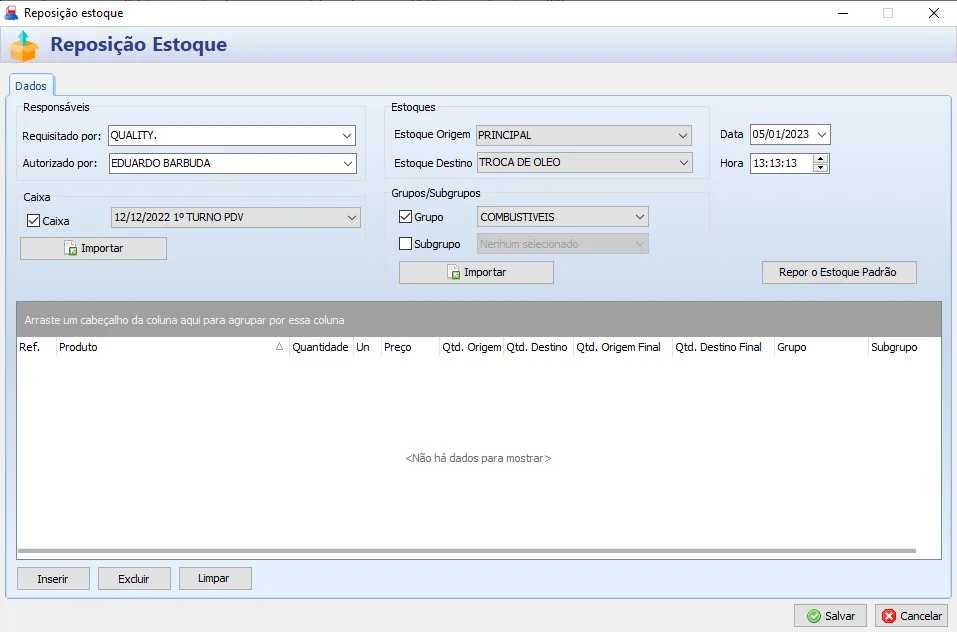 Reposição estoque
Reposição Estoque
Dados
Responsáveis
Requisitado por: QUALITY.
Autorizado por: EDUARDO BARBUDA
Estoques
Estoque Origem PRINCIPAL
Estoque Destino TROCA DE OLEO
Data 05/01/2023
Hora 13:13:13
Caixa
Caixa 12/12/2022 1º TURNO PDV
Importar
Grupos/Subgrupos
Grupo COMBUSTIVEIS
Subgrupo Nenhum selecionado
Importar
Repor o Estoque Padrão
Arraste um cabeçalho da coluna aqui para agrupar por essa coluna
Ref. Produto Quantidade Un Preço Qtd. Origem Qtd. Destino Qtd. Origem Final Qtd. Destino Final Grupo Subgrupo
<Não há dados para mostrar>
Inserir Excluir Limpar
Salvar Cancelar